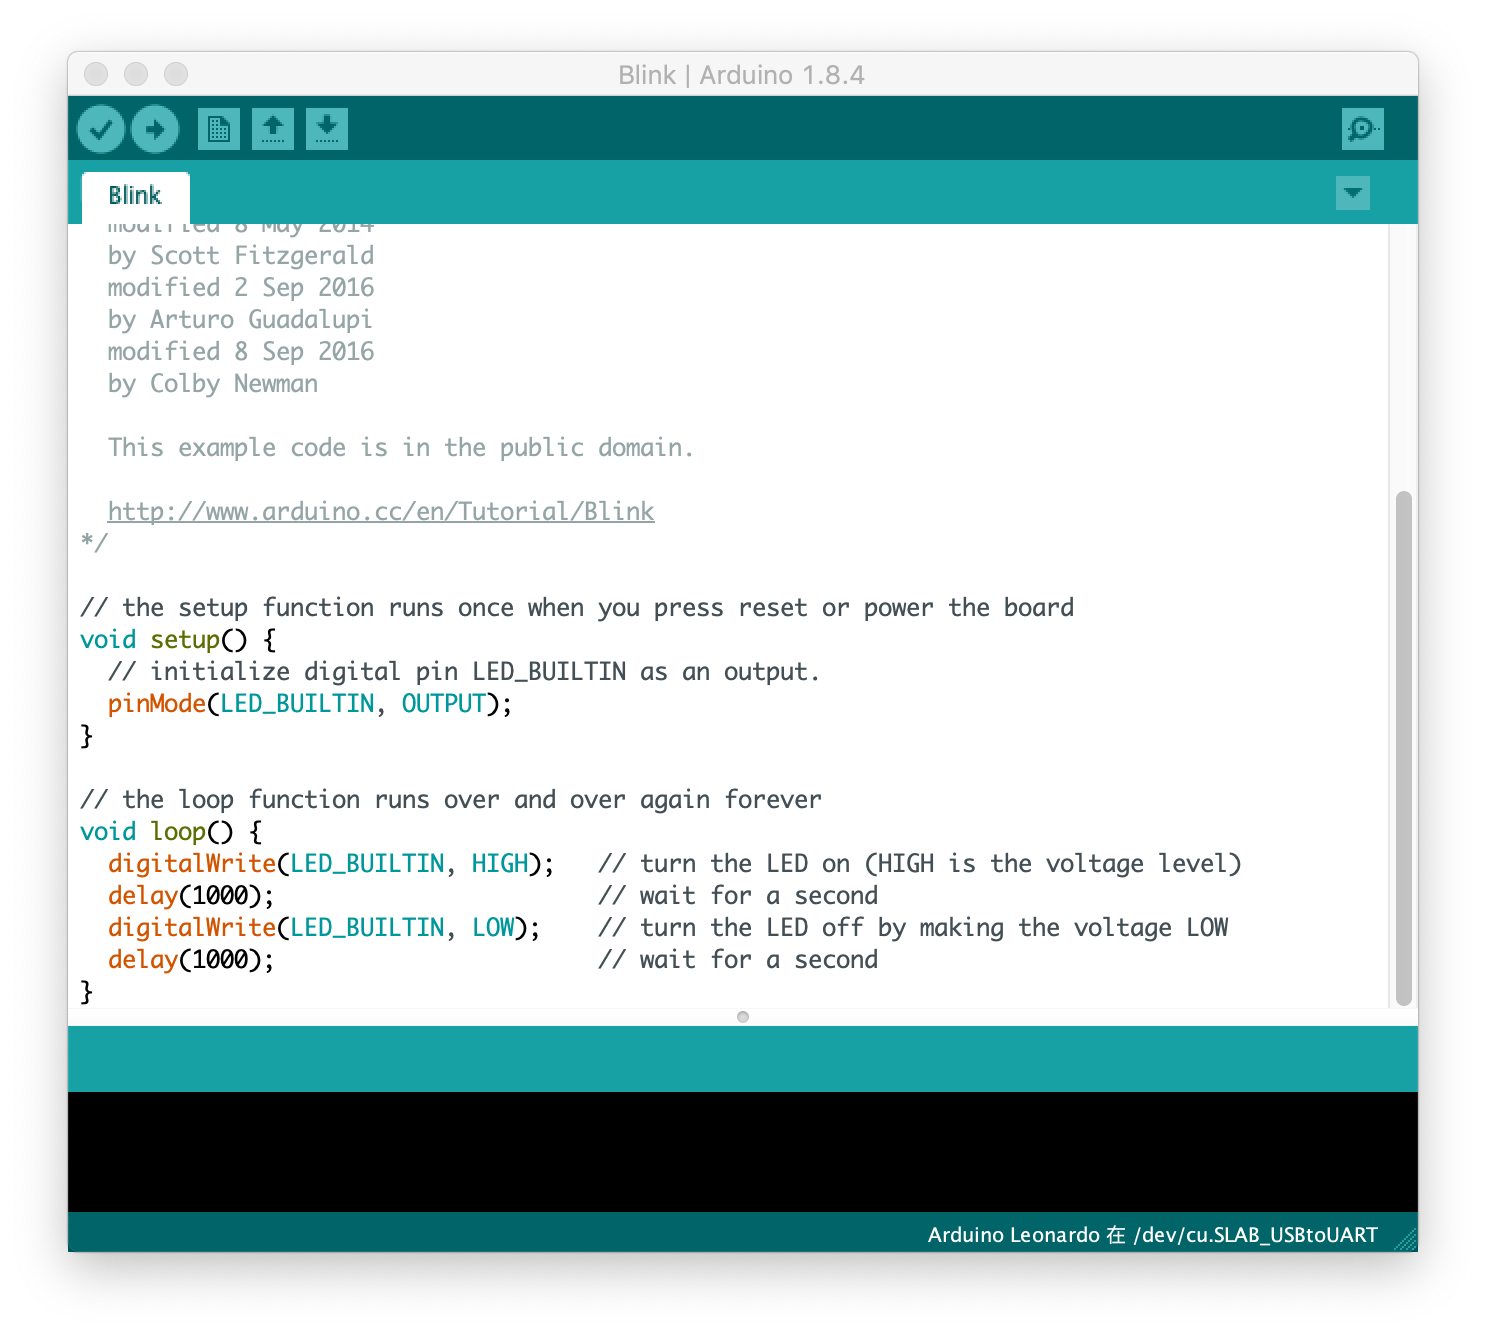 Blink | Arduino 1.8.4
Blink
modified 8 May 2014
by Scott Fitzgerald
modified 2 Sep 2016
by Arturo Guadalupi
modified 8 Sep 2016
by Colby Newman
This example code is in the public domain.
http://www.arduino.cc/en/Tutorial/Blink
*/
// the setup function runs once when you press reset or power the board
void setup() {
  // initialize digital pin LED_BUILTIN as an output.
  pinMode(LED_BUILTIN, OUTPUT);
}
// the loop function runs over and over again forever
void loop() {
  digitalWrite(LED_BUILTIN, HIGH);   // turn the LED on (HIGH is the voltage level)
  delay(1000);                       // wait for a second
  digitalWrite(LED_BUILTIN, LOW);    // turn the LED off by making the voltage LOW
  delay(1000);                       // wait for a second
}
Arduino Leonardo 在 /dev/cu.SLAB_USBtoUART